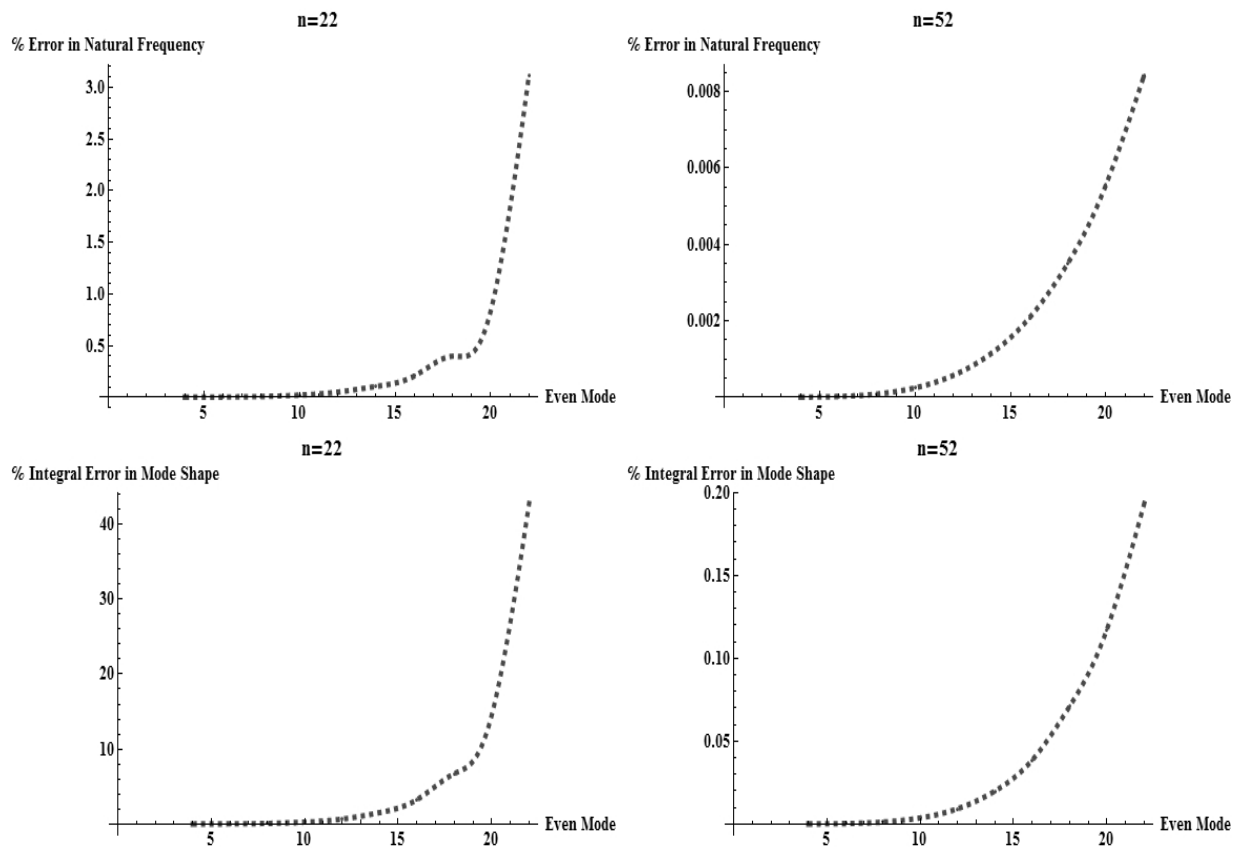 n=22
% Error in Natural Frequency
3.0
2.5
2.0
1.5
1.0
0.5
5 10 15 20
Even Mode
n=52
% Error in Natural Frequency
0.008
0.006
0.004
0.002
5 10 15 20
Even Mode
n=22
% Integral Error in Mode Shape
40
30
20
10
5 10 15 20
Even Mode
n=52
% Integral Error in Mode Shape
0.20
0.15
0.10
0.05
5 10 15 20
Even Mode